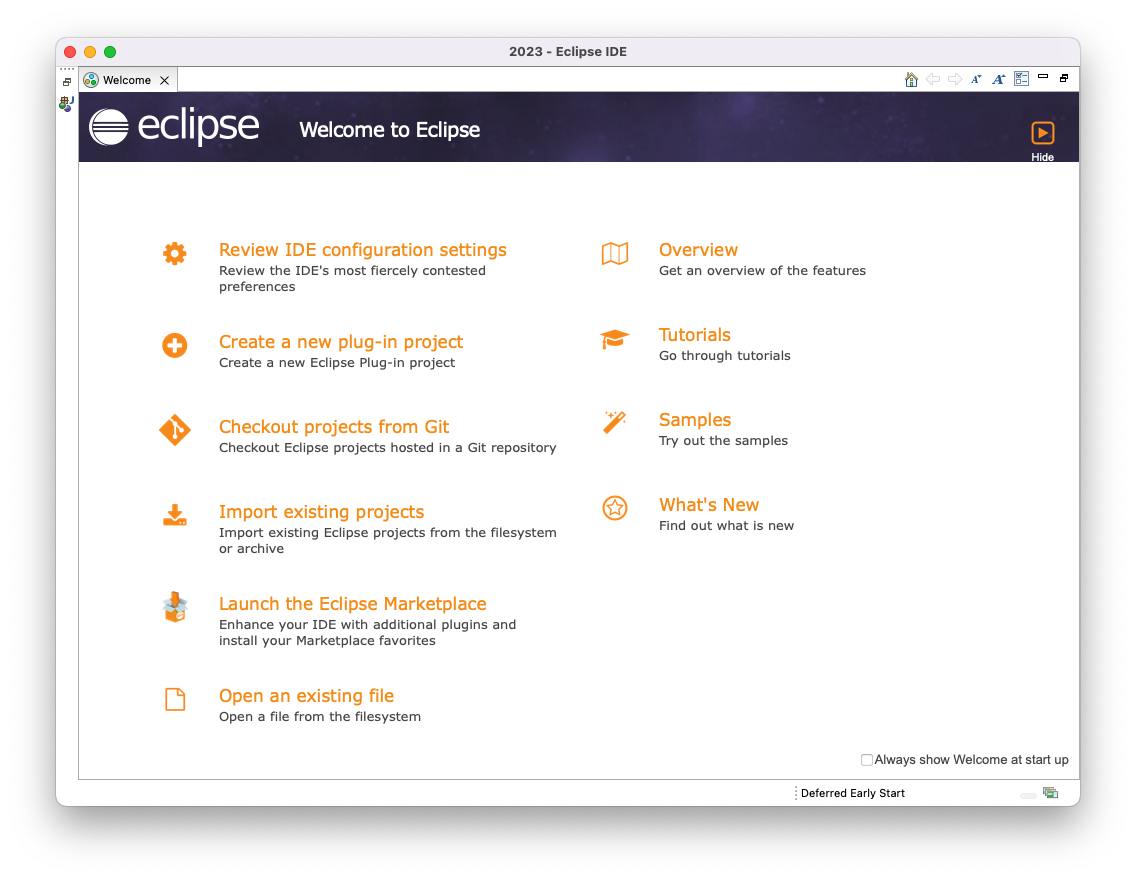 2023 - Eclipse IDE
Welcome
eclipse
Welcome to Eclipse
Hide
Review IDE configuration settings
Review the IDE's most fiercely contested
preferences
Create a new plug-in project
Create a new Eclipse Plug-in project
Checkout projects from Git
Checkout Eclipse projects hosted in a Git repository
Import existing projects
Import existing Eclipse projects from the filesystem
or archive
Launch the Eclipse Marketplace
Enhance your IDE with additional plugins and
install your Marketplace favorites
Open an existing file
Open a file from the filesystem
Overview
Get an overview of the features
Tutorials
Go through tutorials
Samples
Try out the samples
What's New
Find out what is new
Always show Welcome at start up
Deferred Early Start